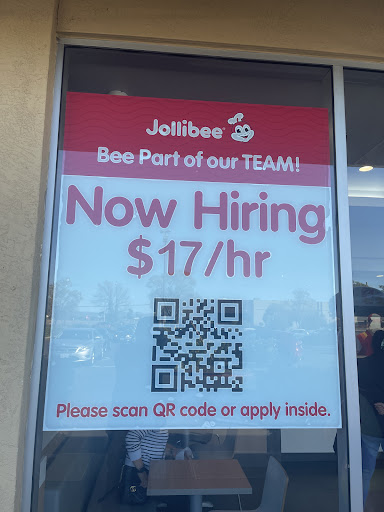 Jollibee
Bee Part of our TEAM!
Now Hiring
$17/hr
Please scan QR code or apply inside.